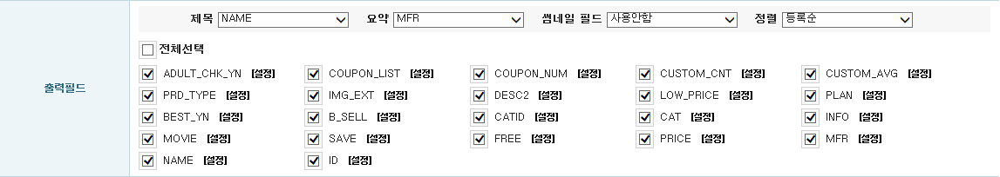 제목 NAME 요약 MFR 썸네일 필드 사용안함 정렬 등록순
전체선택
출력필드
ADULT_CHK_YN [설정] COUPON_LIST [설정] COUPON_NUM [설정] CUSTOM_CNT [설정] CUSTOM_AVG [설정]
PRD_TYPE [설정] IMG_EXT [설정] DESC2 [설정] LOW_PRICE [설정] PLAN [설정]
BEST_YN [설정] B_SELL [설정] CATID [설정] CAT [설정] INFO [설정]
MOVIE [설정] SAVE [설정] FREE [설정] PRICE [설정] MFR [설정]
NAME [설정] ID [설정]